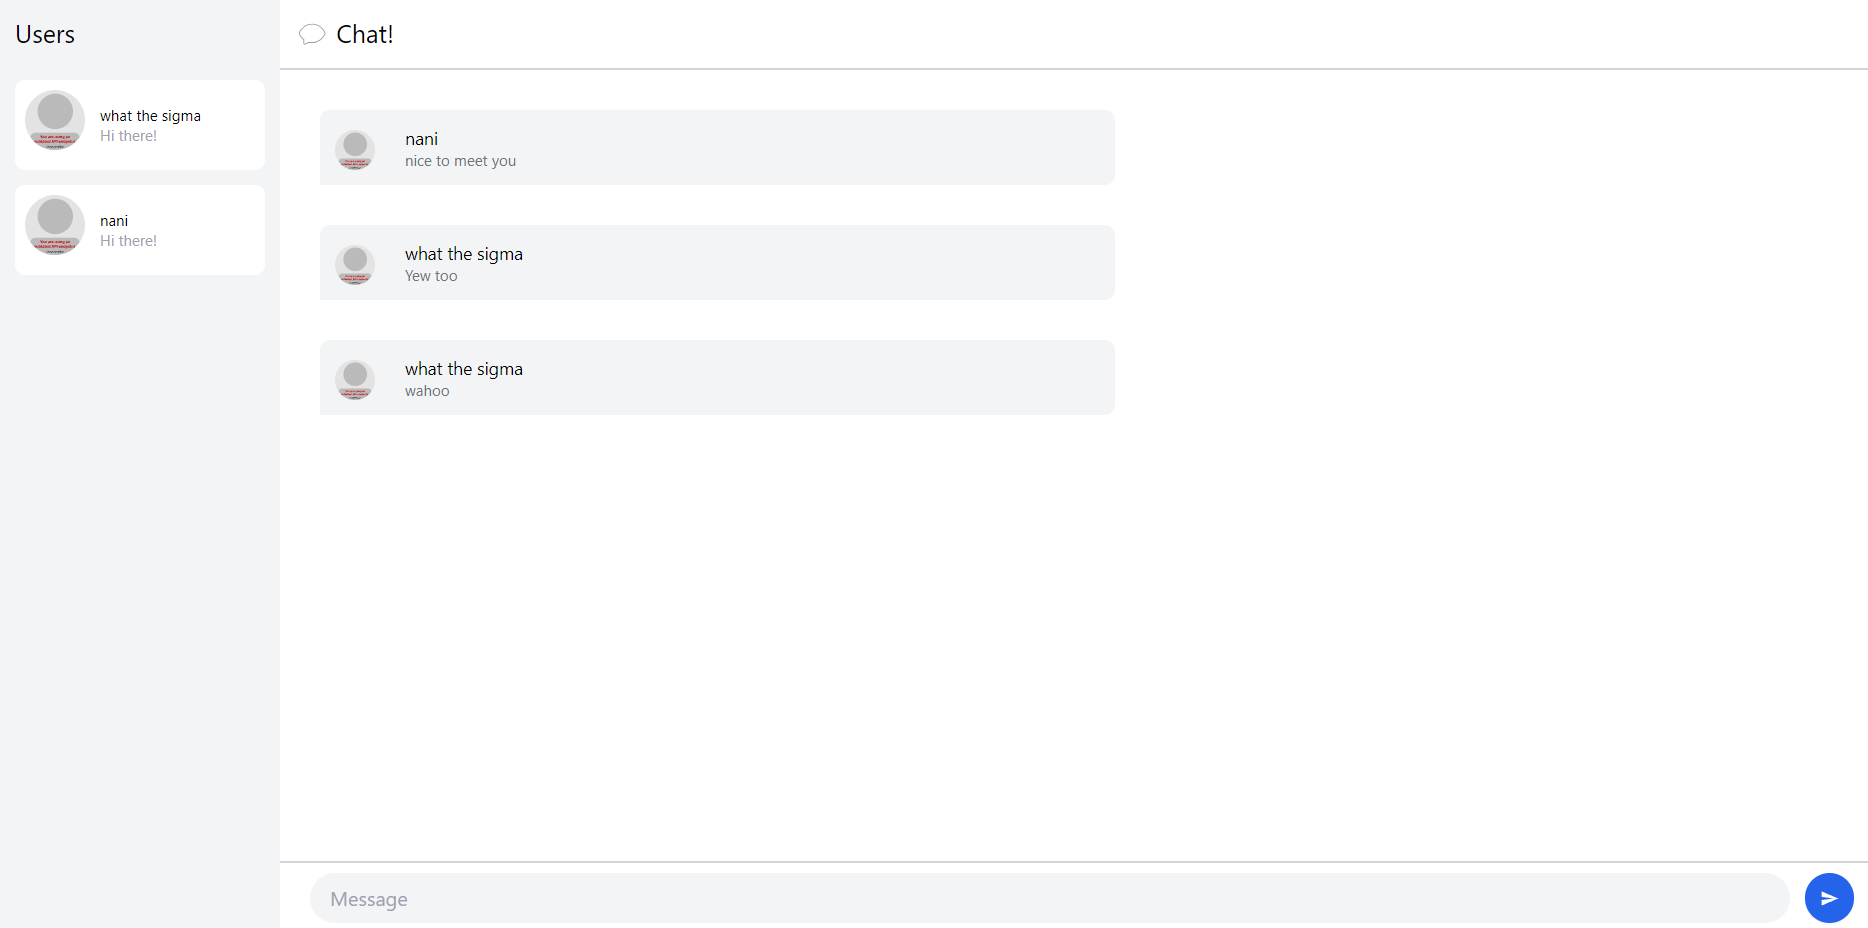 Users
what the sigma
Hi there!
nani
Hi there!
Chat!
nani
nice to meet you
what the sigma
Yew too
what the sigma
wahoo
Message